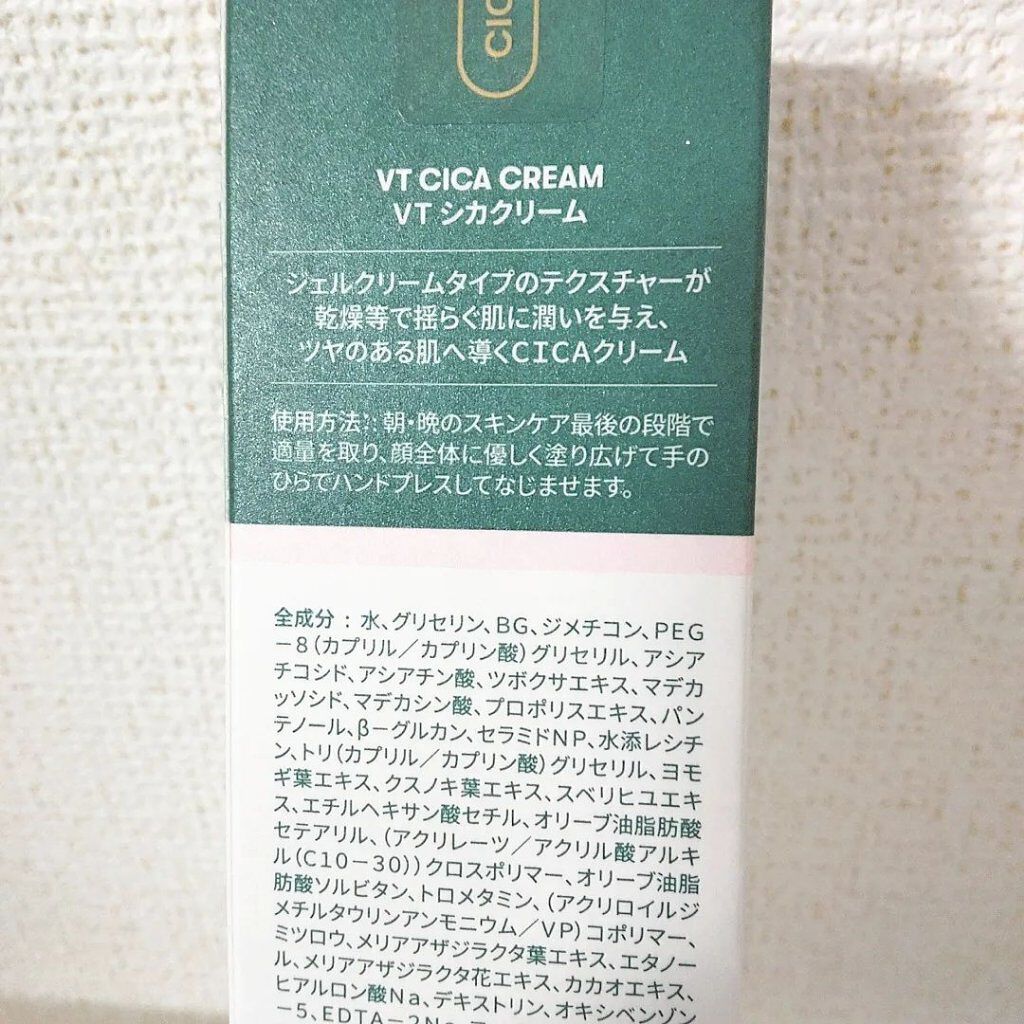 CIC
VT CICA CREAM
VT シカクリーム
ジェルクリームタイプのテクスチャーが
乾燥等で揺らぐ肌に潤いを与え、
ツヤのある肌へ導くCICAクリーム
使用方法：朝・晩のスキンケア最後の段階で
適量を取り、顔全体に優しく塗り広げて手の
ひらでハンドプレスしてなじませます。
全成分：水、グリセリン、BG、ジメチコン、PEG
－8（カプリル／カプリン酸）グリセリル、アシア
チコシド、アシアチン酸、ツボクサエキス、マデカ
ッソシド、マデカシン酸、プロポリスエキス、パン
テノール、β－グルカン、セラミドNP、水添レシチ
ン、トリ（カプリル／カプリン酸）グリセリル、ヨモ
ギ葉エキス、クスノキ葉エキス、スベリヒユエキ
ス、エチルヘキサン酸セチル、オリーブ油脂肪酸
セテアリル、（アクリレーツ／アクリル酸アルキ
ル（C10－30））クロスポリマー、オリーブ油脂
肪酸ソルビタン、トロメタミン、（アクリロイルジ
メチルタウリンアンモニウム／VP）コポリマー、
ミツロウ、メリアアザジラクタ葉エキス、エタノー
ル、メリアアザジラクタ花エキス、カカオエキス、
ヒアルロン酸Na、デキストリン、オキシベンゾン
－5、EDTA－2Na